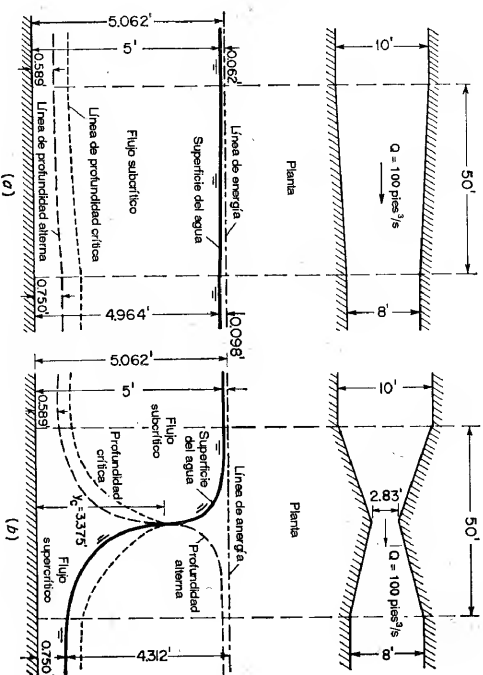 10'
50'
Q = 100 pies³/s
8'
Planta
5.062'
5'
0.062'
Línea de energía
Superficie del agua
Flujo subcrítico
Línea de profundidad crítica
Línea de profundidad alterna
0.589'
0.098'
4.964'
0.750'
(a)
10'
50'
2.83'
Q = 100 pies³/s
8'
Planta
5.062'
5'
Línea de energía
Superficie
del agua
Flujo
subcrítico
Profundidad
crítica
Profundidad
alterna
yc = 3.375'
0.589'
Flujo
supercrítico
4.312'
0.750'
(b)